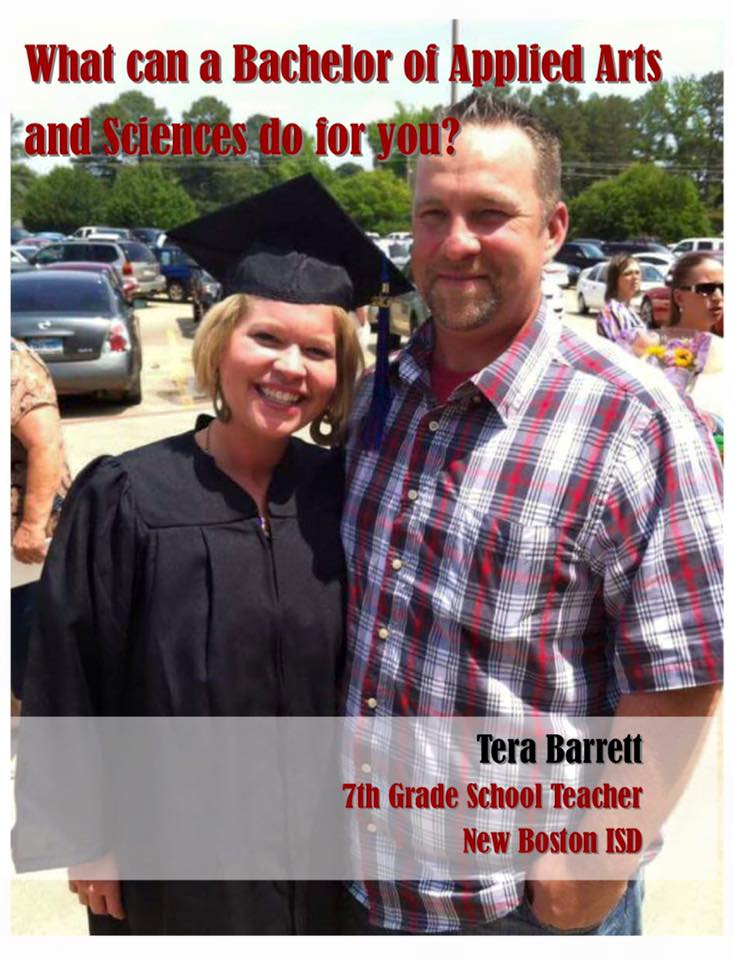 What can a Bachelor of Applied Arts
and Sciences do for you?
Tera Barrett
7th Grade School Teacher
New Boston ISD